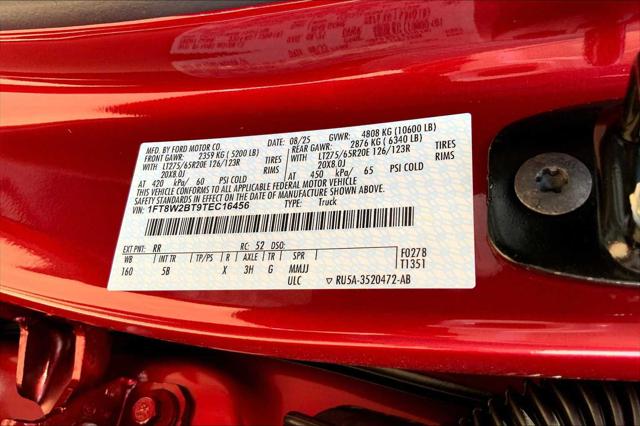 MFD. BY FORD MOTOR CO. DATE: 08/25 GVWR: 4808 KG (10600 LB)
FRONT GAWR: 2359 KG (5200 LB) REAR GAWR: 2876 KG (6340 LB)
WITH LT275/65R20E 126/123R TIRES WITH LT275/65R20E 126/123R TIRES
20X8.0J RIMS 20X8.0J RIMS
AT 420 kPa/ 60 PSI COLD AT 450 kPa/ 65 PSI COLD
THIS VEHICLE CONFORMS TO ALL APPLICABLE FEDERAL MOTOR VEHICLE
SAFETY STANDARDS IN EFFECT ON THE DATE OF MANUFACTURE SHOWN ABOVE.
VIN: 1FT8W2BT9TEC16456 TYPE: Truck
EXT PNT: RR RC: 52 DSO: F0278
WB INT TR TP/PS R AXLE TR SPR T1351
160 5B X 3H G MMJJ
ULC ▽ RU5A-3520472-AB